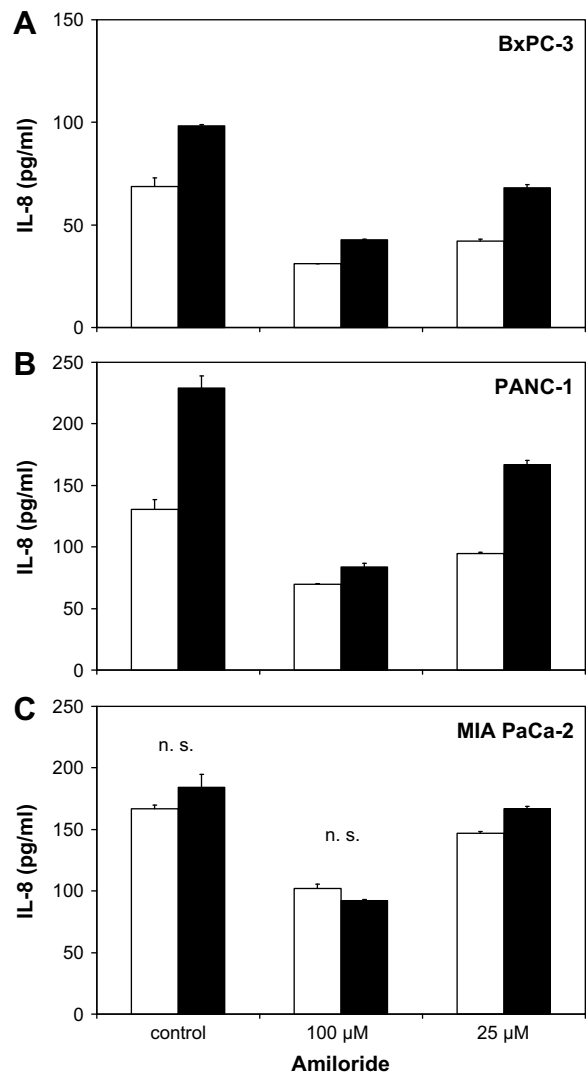 A
BxPC-3
150
100
50
0
IL-8 (pg/ml)
B
PANC-1
250
200
150
100
50
0
IL-8 (pg/ml)
C
MIA PaCa-2
250
200
150
100
50
0
IL-8 (pg/ml)
n. s.
n. s.
control 100 µM 25 µM
Amiloride